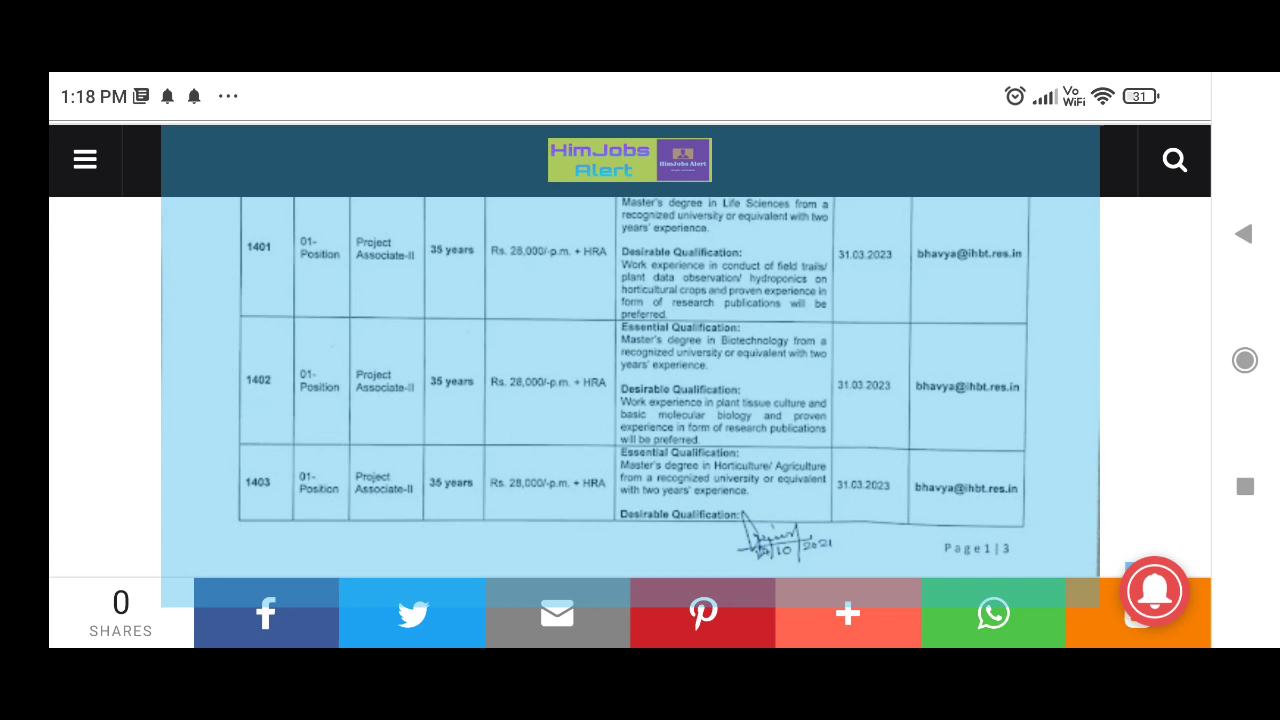 1:18 PM
Vo
WiFi
31
HimJobs
Alert
HimJobs Alert
Master's degree in Life Sciences from a
recognized university or equivalent with two
years' experience.
1401
01-
Position
Project
Associate-II
35 years
Rs. 28,000/-p.m. + HRA
Desirable Qualification:
Work experience in conduct of field trails/
plant data observation/ hydroponics on
horticultural crops and proven experience in
form of research publications will be
preferred.
31.03.2023
bhavya@ihbt.res.in
1402
01-
Position
Project
Associate-II
35 years
Rs. 28,000/-p.m. + HRA
Essential Qualification:
Master's degree in Biotechnology from a
recognized university or equivalent with two
years' experience.
Desirable Qualification:
Work experience in plant tissue culture and
basic molecular biology and proven
experience in form of research publications
will be preferred.
31.03.2023
bhavya@ihbt.res.in
1403
01-
Position
Project
Associate-II
35 years
Rs. 28,000/-p.m. + HRA
Essential Qualification:
Master's degree in Horticulture/ Agriculture
from a recognized university or equivalent
with two years' experience.
Desirable Qualification:
31.03.2023
bhavya@ihbt.res.in
Page1|3
0
SHARES